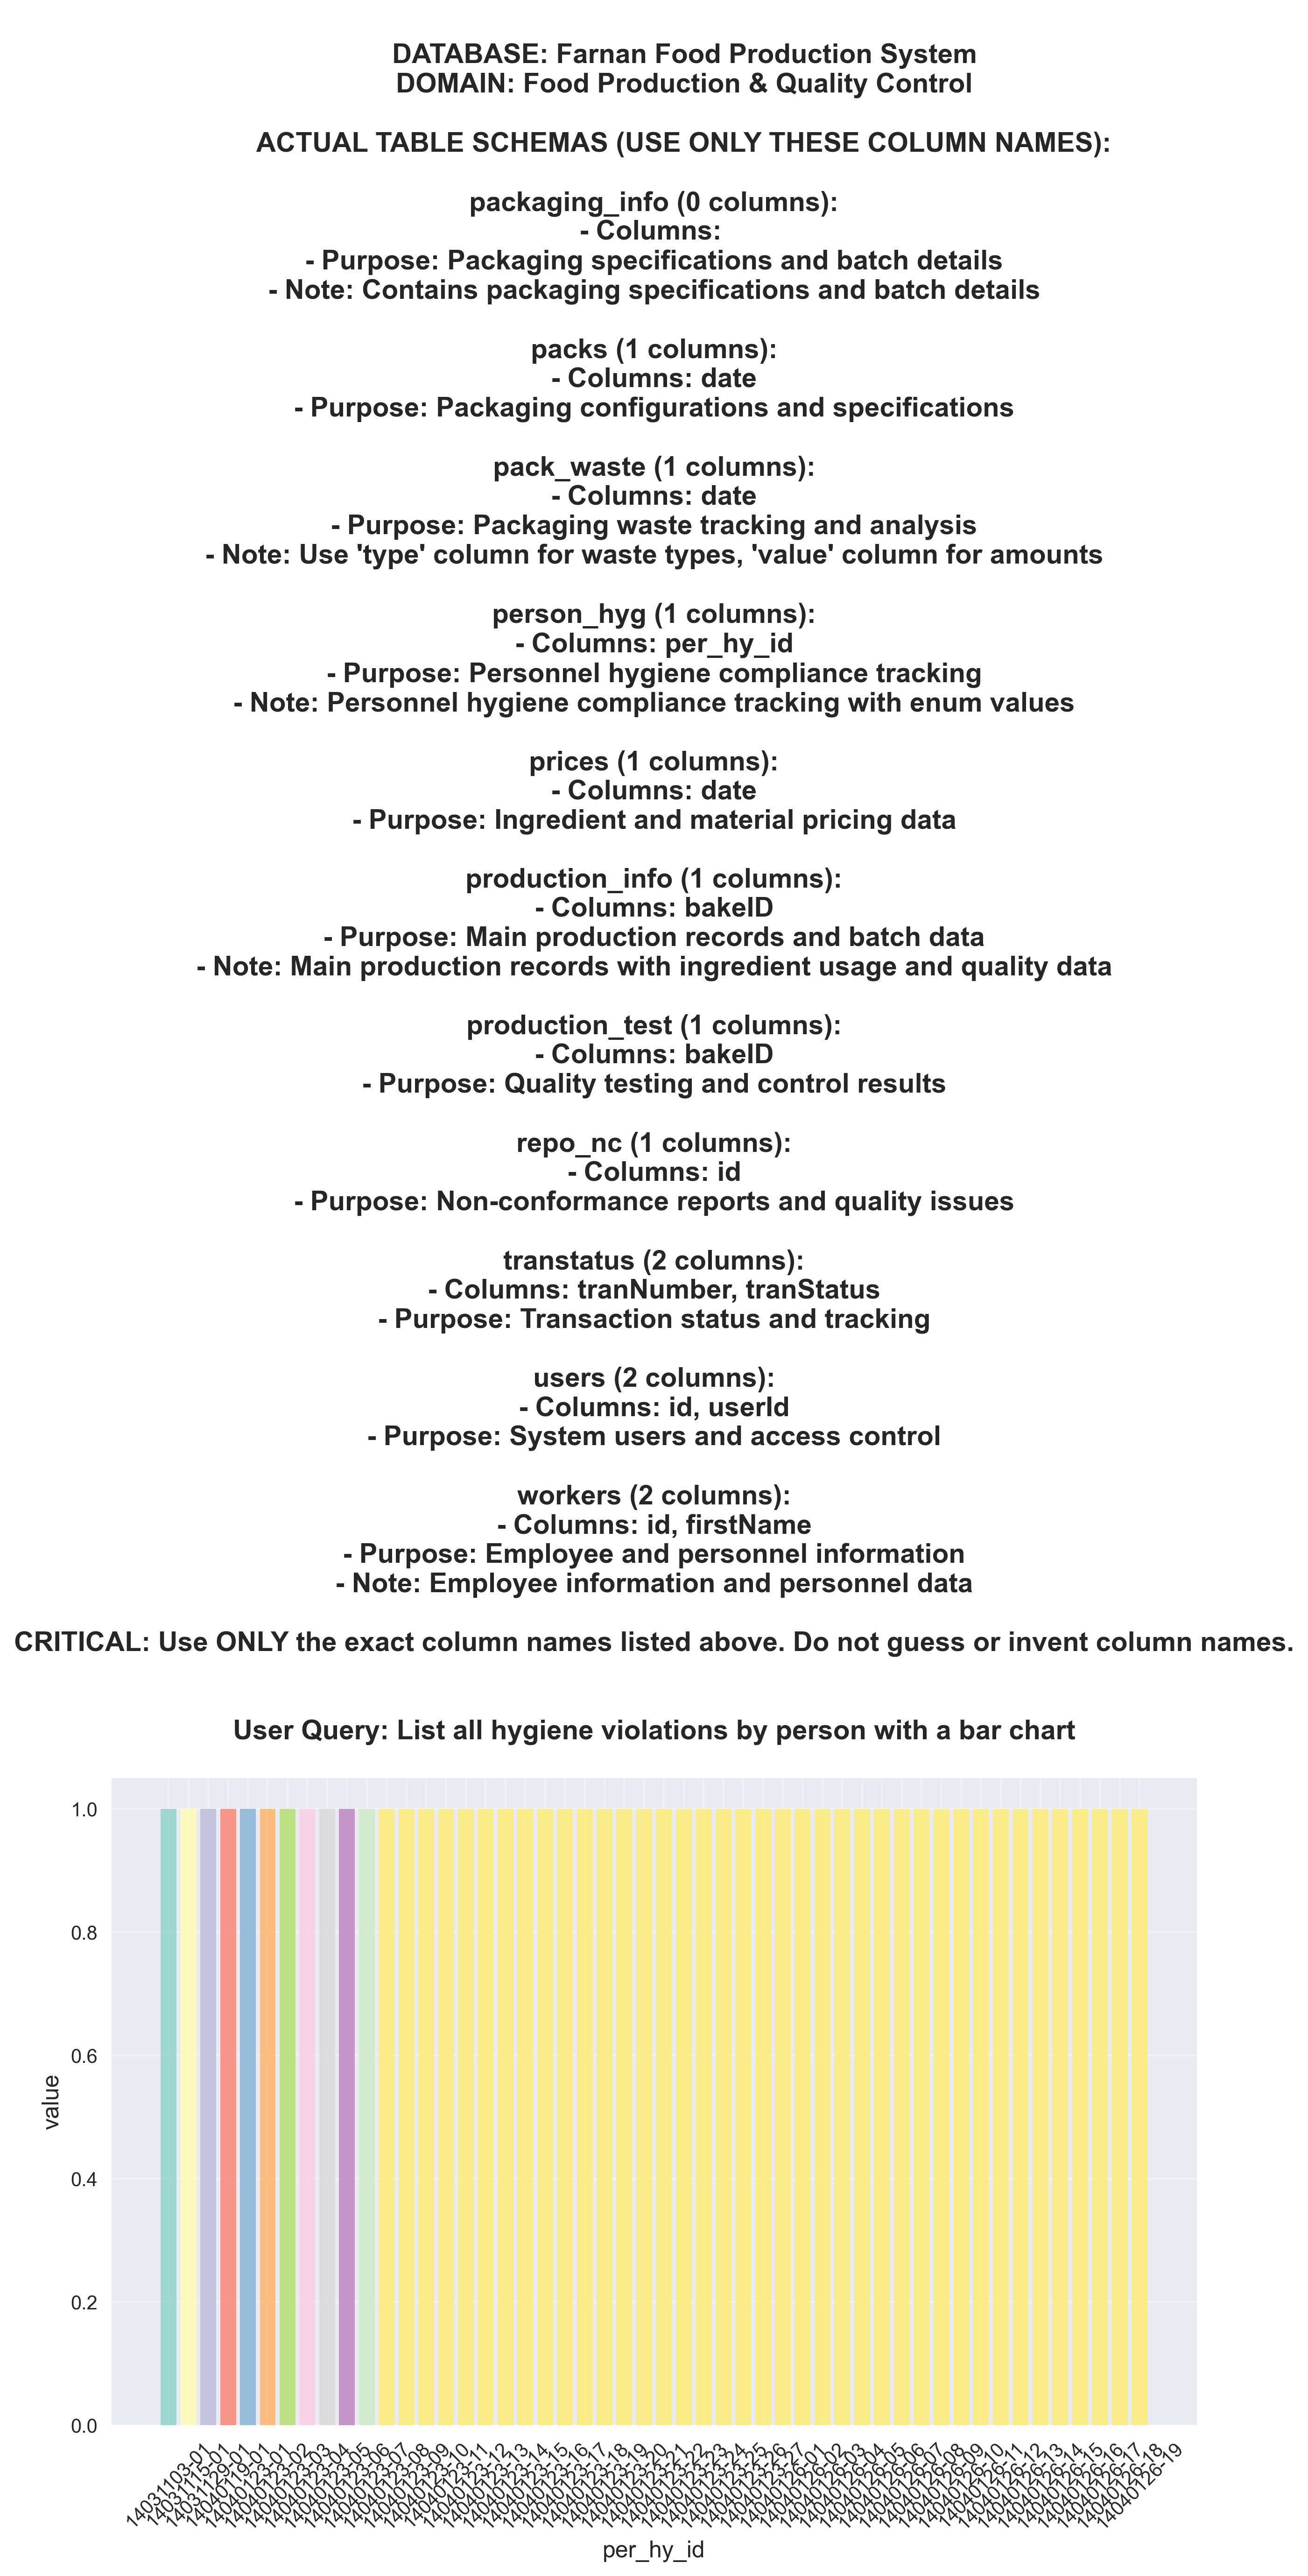 DATABASE: Farnan Food Production System
DOMAIN: Food Production & Quality Control
ACTUAL TABLE SCHEMAS (USE ONLY THESE COLUMN NAMES):
packaging_info (0 columns):
- Columns:
- Purpose: Packaging specifications and batch details
- Note: Contains packaging specifications and batch details
packs (1 columns):
- Columns: date
- Purpose: Packaging configurations and specifications
pack_waste (1 columns):
- Columns: date
- Purpose: Packaging waste tracking and analysis
- Note: Use 'type' column for waste types, 'value' column for amounts
person_hyg (1 columns):
- Columns: per_hy_id
- Purpose: Personnel hygiene compliance tracking
- Note: Personnel hygiene compliance tracking with enum values
prices (1 columns):
- Columns: date
- Purpose: Ingredient and material pricing data
production_info (1 columns):
- Columns: bakeID
- Purpose: Main production records and batch data
- Note: Main production records with ingredient usage and quality data
production_test (1 columns):
- Columns: bakeID
- Purpose: Quality testing and control results
repo_nc (1 columns):
- Columns: id
- Purpose: Non-conformance reports and quality issues
transtatus (2 columns):
- Columns: tranNumber, tranStatus
- Purpose: Transaction status and tracking
users (2 columns):
- Columns: id, userId
- Purpose: System users and access control
workers (2 columns):
- Columns: id, firstName
- Purpose: Employee and personnel information
- Note: Employee information and personnel data
CRITICAL: Use ONLY the exact column names listed above. Do not guess or invent column names.
User Query: List all hygiene violations by person with a bar chart
1.0
0.8
0.6
0.4
0.2
0.0
value
14031103-01
14031115-01
14031129-01
14040119-01
14040123-01
14040123-02
14040123-03
14040123-04
14040123-05
14040123-06
14040123-07
14040123-08
14040123-09
14040123-10
14040123-11
14040123-12
14040123-13
14040123-14
14040123-15
14040123-16
14040123-17
14040123-18
14040123-19
14040123-20
14040123-21
14040123-22
14040123-23
14040123-24
14040123-25
14040123-26
14040123-27
14040126-01
14040126-02
14040126-03
14040126-04
14040126-05
14040126-06
14040126-07
14040126-08
14040126-09
14040126-10
14040126-11
14040126-12
14040126-13
14040126-14
14040126-15
14040126-16
14040126-17
14040126-18
14040126-19
per_hy_id